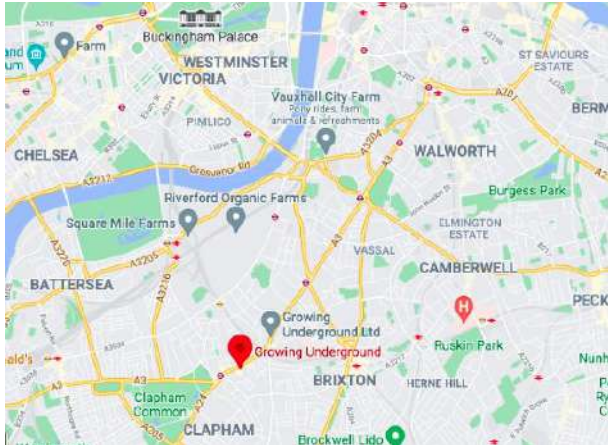 Buckingham Palace
Farm
WESTMINSTER
VICTORIA
ST SAVIOURS
ESTATE
Vauxhall City Farm
Pony rides, farm
animals & refreshments
A201
PIMLICO
A3204
BERM
CHELSEA
Grosvenor Rd
A3
WALWORTH
A3212
Burgess Park
Riverford Organic Farms
Square Mile Farms
ELMINGTON
ESTATE
A3220
A3205
A3216
A3
VASSAL
CAMBERWELL
BATTERSEA
PECK
Growing
Underground Ltd
Growing Underground
Ruskin Park
ald's
A3
A24
BRIXTON
HERNE HILL
Nunh
Clapham
Common
A205
CLAPHAM
Brockwell Lido